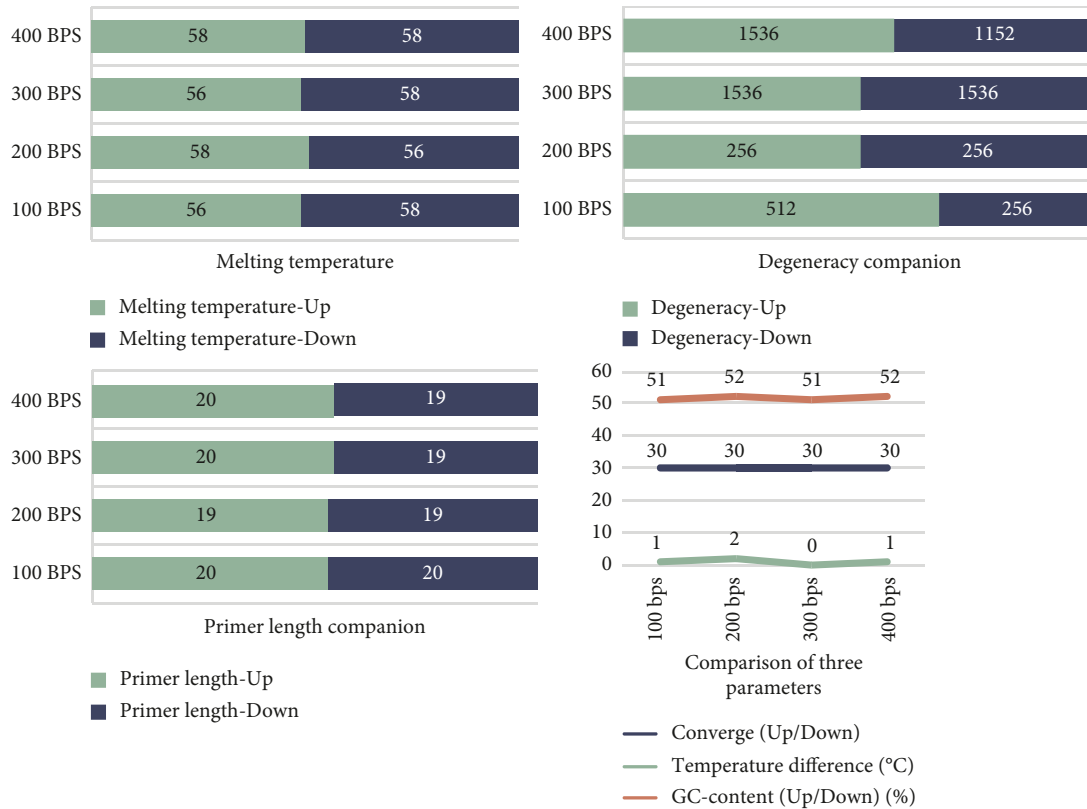 400 BPS 58 58
300 BPS 56 58
200 BPS 58 56
100 BPS 56 58
Melting temperature
Melting temperature-Up
Melting temperature-Down
400 BPS 1536 1152
300 BPS 1536 1536
200 BPS 256 256
100 BPS 512 256
Degeneracy companion
Degeneracy-Up
Degeneracy-Down
400 BPS 20 19
300 BPS 20 19
200 BPS 19 19
100 BPS 20 20
Primer length companion
Primer length-Up
Primer length-Down
60
50
40
30
20
10
0
51 52 51 52
30 30 30 30
1 2 0 1
100 bps
200 bps
300 bps
400 bps
Comparison of three
parameters
Converge (Up/Down)
Temperature difference (°C)
GC-content (Up/Down) (%)